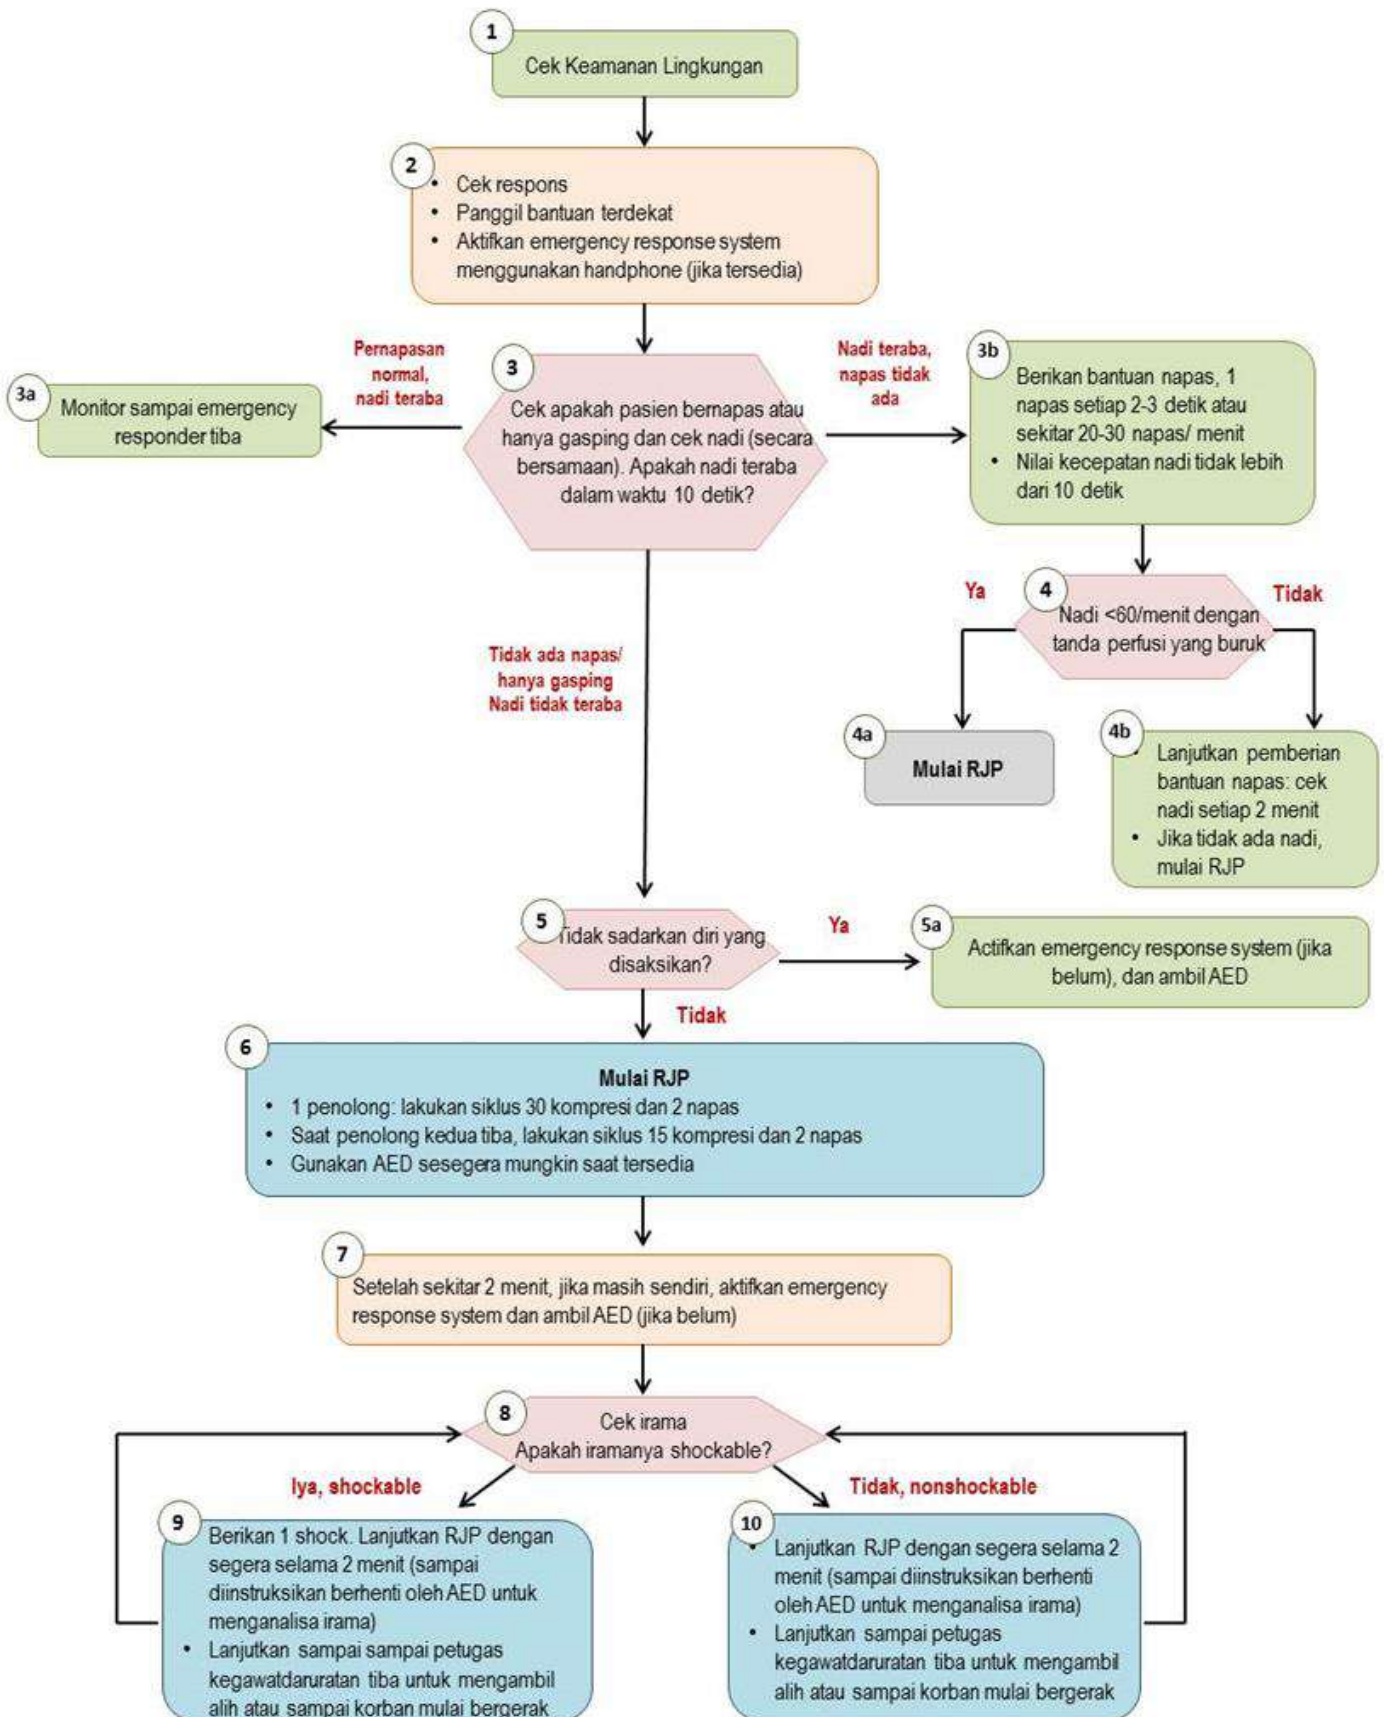 1
Cek Keamanan Lingkungan
2
• Cek respons
• Panggil bantuan terdekat
• Aktifkan emergency response system
menggunakan handphone (jika tersedia)
Pernapasan
normal,
nadi teraba
3a
Monitor sampai emergency
responder tiba
3
Cek apakah pasien bernapas atau
hanya gasping dan cek nadi (secara
bersamaan). Apakah nadi teraba
dalam waktu 10 detik?
Nadi teraba,
napas tidak
ada
3b
Berikan bantuan napas, 1
napas setiap 2-3 detik atau
sekitar 20-30 napas/ menit
• Nilai kecepatan nadi tidak lebih
dari 10 detik
Ya
4
Nadi <60/menit dengan
tanda perfusi yang buruk
Tidak
4a
Mulai RJP
4b
• Lanjutkan pemberian
bantuan napas: cek
nadi setiap 2 menit
• Jika tidak ada nadi,
mulai RJP
Tidak ada napas/
hanya gasping
Nadi tidak teraba
5
Tidak sadarkan diri yang
disaksikan?
Ya
5a
Actifkan emergency response system (jika
belum), dan ambil AED
Tidak
6
Mulai RJP
• 1 penolong: lakukan siklus 30 kompresi dan 2 napas
• Saat penolong kedua tiba, lakukan siklus 15 kompresi dan 2 napas
• Gunakan AED sesegera mungkin saat tersedia
7
Setelah sekitar 2 menit, jika masih sendiri, aktifkan emergency
response system dan ambil AED (jika belum)
8
Cek irama
Apakah iramanya shockable?
Iya, shockable
Tidak, nonshockable
9
Berikan 1 shock. Lanjutkan RJP dengan
segera selama 2 menit (sampai
diinstruksikan berhenti oleh AED untuk
menganalisa irama)
• Lanjutkan sampai sampai petugas
kegawatdaruratan tiba untuk mengambil
alih atau sampai korban mulai bergerak
10
• Lanjutkan RJP dengan segera selama 2
menit (sampai diinstruksikan berhenti
oleh AED untuk menganalisa irama)
• Lanjutkan sampai petugas
kegawatdaruratan tiba untuk mengambil
alih atau sampai korban mulai bergerak